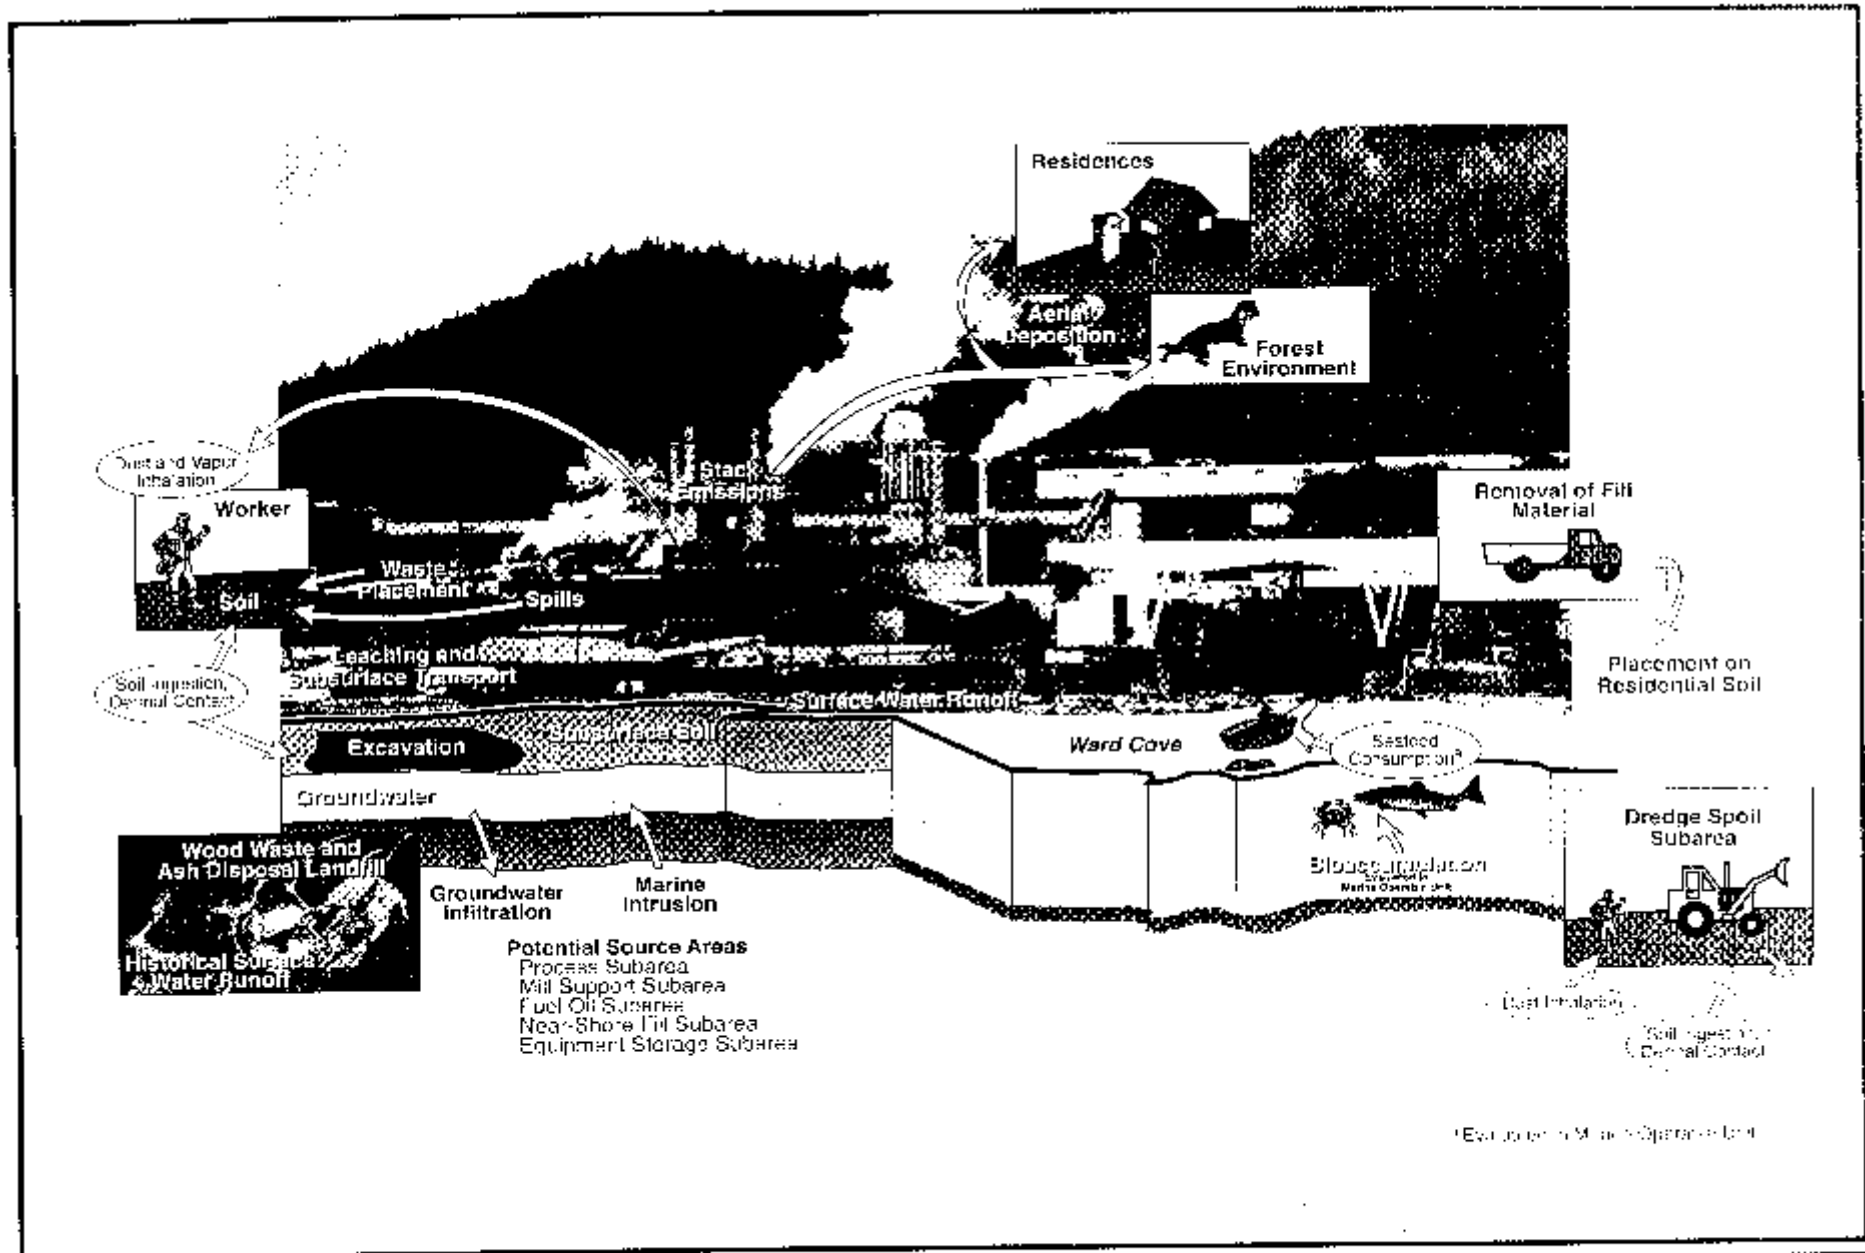 Residences
Aerial
Deposition
Forest
Environment
Dust and Vapor
Inhalation
Stack
Emissions
Worker
Removal of Fill
Material
Waste
Placement
Soil
Spills
Leaching and
Subsurface Transport
Placement on
Residential Soil
Soil Ingestion,
Dermal Contact
Surface Water Runoff
Subsurface Soil
Excavation
Ward Cove
Seafood
Consumptionᵃ
Groundwater
Dredge Spoil
Subarea
Wood Waste and
Ash Disposal Landfill
Bioaccumulation
Marine Operable Unit
Groundwater
Infiltration
Marine
Intrusion
Historical Surface
Water Runoff
Potential Source Areas
Process Subarea
Mill Support Subarea
Fuel Oil Subarea
Near-Shore Fill Subarea
Equipment Storage Subarea
Dust Inhalation
Soil Ingestion,
Dermal Contact